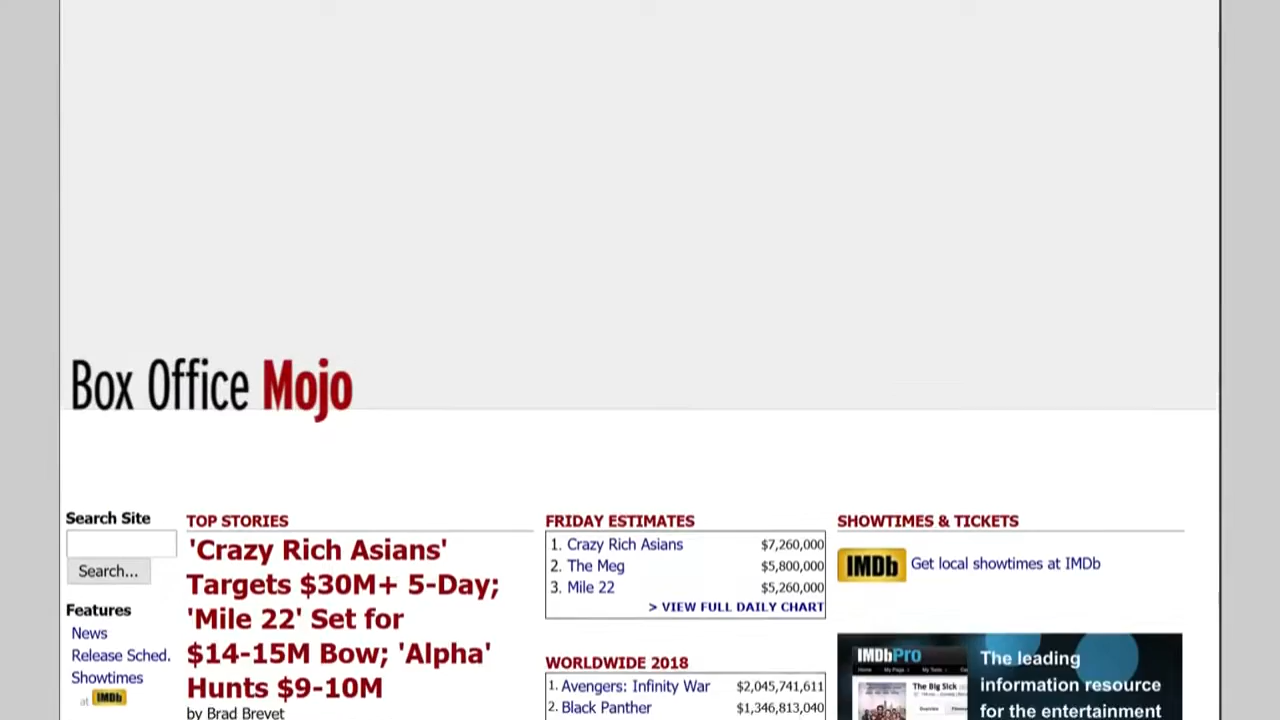 Box Office Mojo
Search Site
Search...
Features
News
Release Sched.
Showtimes
at IMDb
TOP STORIES
'Crazy Rich Asians'
Targets $30M+ 5-Day;
'Mile 22' Set for
$14-15M Bow; 'Alpha'
Hunts $9-10M
by Brad Brevet
FRIDAY ESTIMATES
1. Crazy Rich Asians $7,260,000
2. The Meg $5,800,000
3. Mile 22 $5,260,000
> VIEW FULL DAILY CHART
WORLDWIDE 2018
1. Avengers: Infinity War $2,045,741,611
2. Black Panther $1,346,813,040
SHOWTIMES & TICKETS
IMDb Get local showtimes at IMDb
IMDbPro
The Big Sick
The leading
information resource
for the entertainment